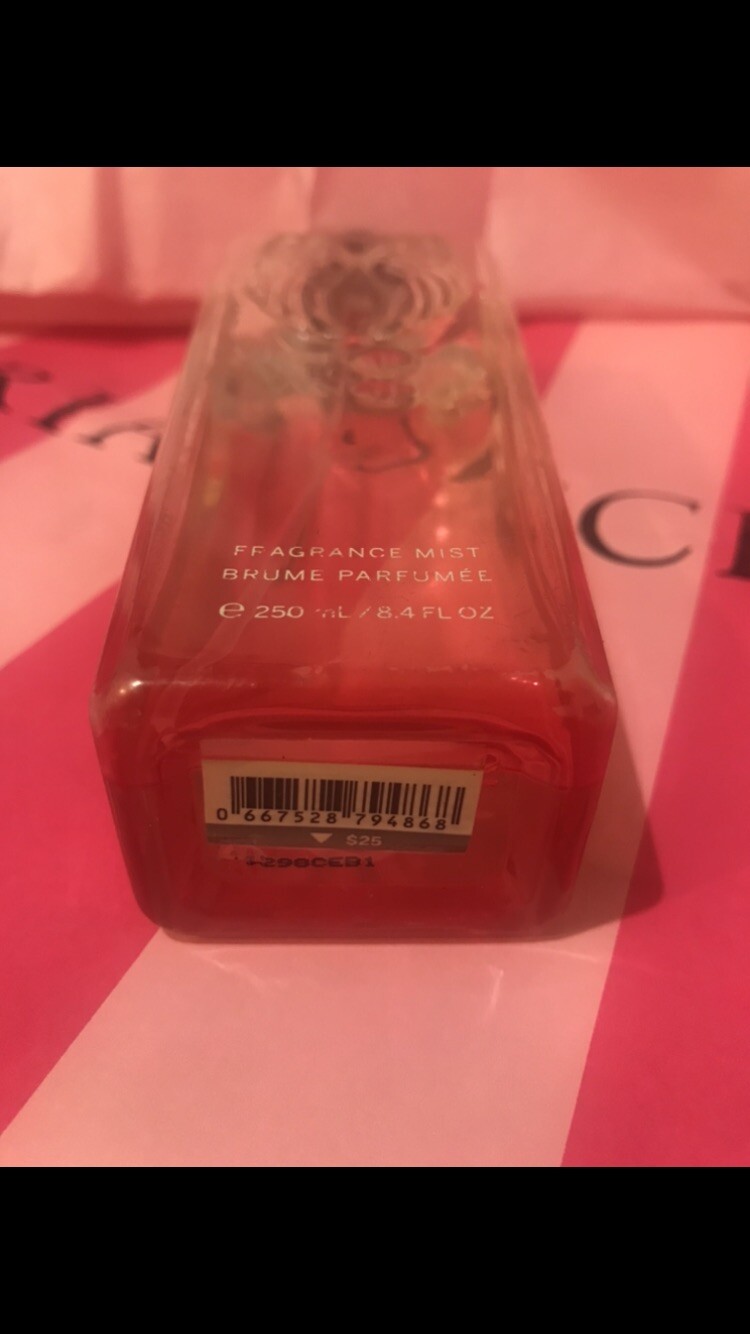 FRAGRANCE MIST
BRUME PARFUMÉE
℮ 250 mL / 8.4 FL OZ
0 667528 794868
$25